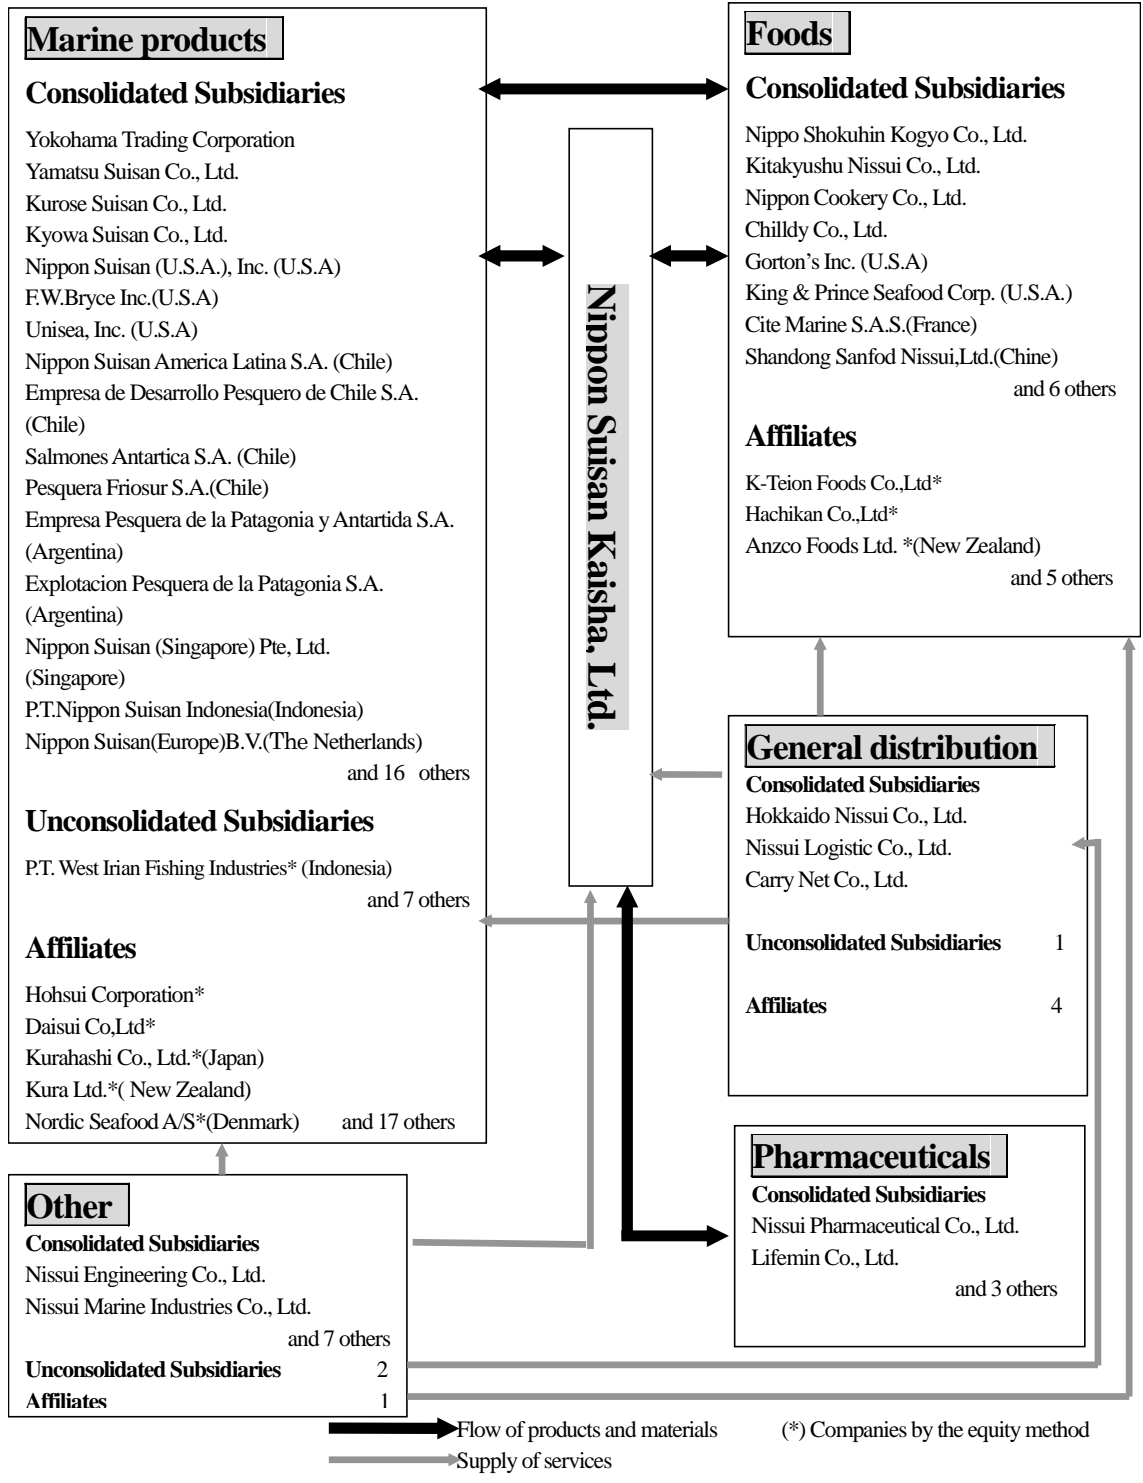 Marine products
Consolidated Subsidiaries
Yokohama Trading Corporation
Yamatsu Suisan Co., Ltd.
Kurose Suisan Co., Ltd.
Kyowa Suisan Co., Ltd.
Nippon Suisan (U.S.A.), Inc. (U.S.A)
F.W.Bryce Inc.(U.S.A)
Unisea, Inc. (U.S.A)
Nippon Suisan America Latina S.A. (Chile)
Empresa de Desarrollo Pesquero de Chile S.A.
(Chile)
Salmones Antartica S.A. (Chile)
Pesquera Friosur S.A.(Chile)
Empresa Pesquera de la Patagonia y Antartida S.A.
(Argentina)
Explotacion Pesquera de la Patagonia S.A.
(Argentina)
Nippon Suisan (Singapore) Pte, Ltd.
(Singapore)
P.T.Nippon Suisan Indonesia(Indonesia)
Nippon Suisan(Europe)B.V.(The Netherlands)
and 16 others
Unconsolidated Subsidiaries
P.T. West Irian Fishing Industries* (Indonesia)
and 7 others
Affiliates
Hohsui Corporation*
Daisui Co,Ltd*
Kurahashi Co., Ltd.*(Japan)
Kura Ltd.*( New Zealand)
Nordic Seafood A/S*(Denmark) and 17 others
Nippon Suisan Kaisha, Ltd.
Foods
Consolidated Subsidiaries
Nippo Shokuhin Kogyo Co., Ltd.
Kitakyushu Nissui Co., Ltd.
Nippon Cookery Co., Ltd.
Chilldy Co., Ltd.
Gorton's Inc. (U.S.A)
King & Prince Seafood Corp. (U.S.A.)
Cite Marine S.A.S.(France)
Shandong Sanfod Nissui,Ltd.(Chine)
and 6 others
Affiliates
K-Teion Foods Co.,Ltd*
Hachikan Co.,Ltd*
Anzco Foods Ltd. *(New Zealand)
and 5 others
General distribution
Consolidated Subsidiaries
Hokkaido Nissui Co., Ltd.
Nissui Logistic Co., Ltd.
Carry Net Co., Ltd.
Unconsolidated Subsidiaries 1
Affiliates 4
Pharmaceuticals
Consolidated Subsidiaries
Nissui Pharmaceutical Co., Ltd.
Lifemin Co., Ltd.
and 3 others
Other
Consolidated Subsidiaries
Nissui Engineering Co., Ltd.
Nissui Marine Industries Co., Ltd.
and 7 others
Unconsolidated Subsidiaries 2
Affiliates 1
Flow of products and materials (*) Companies by the equity method
Supply of services